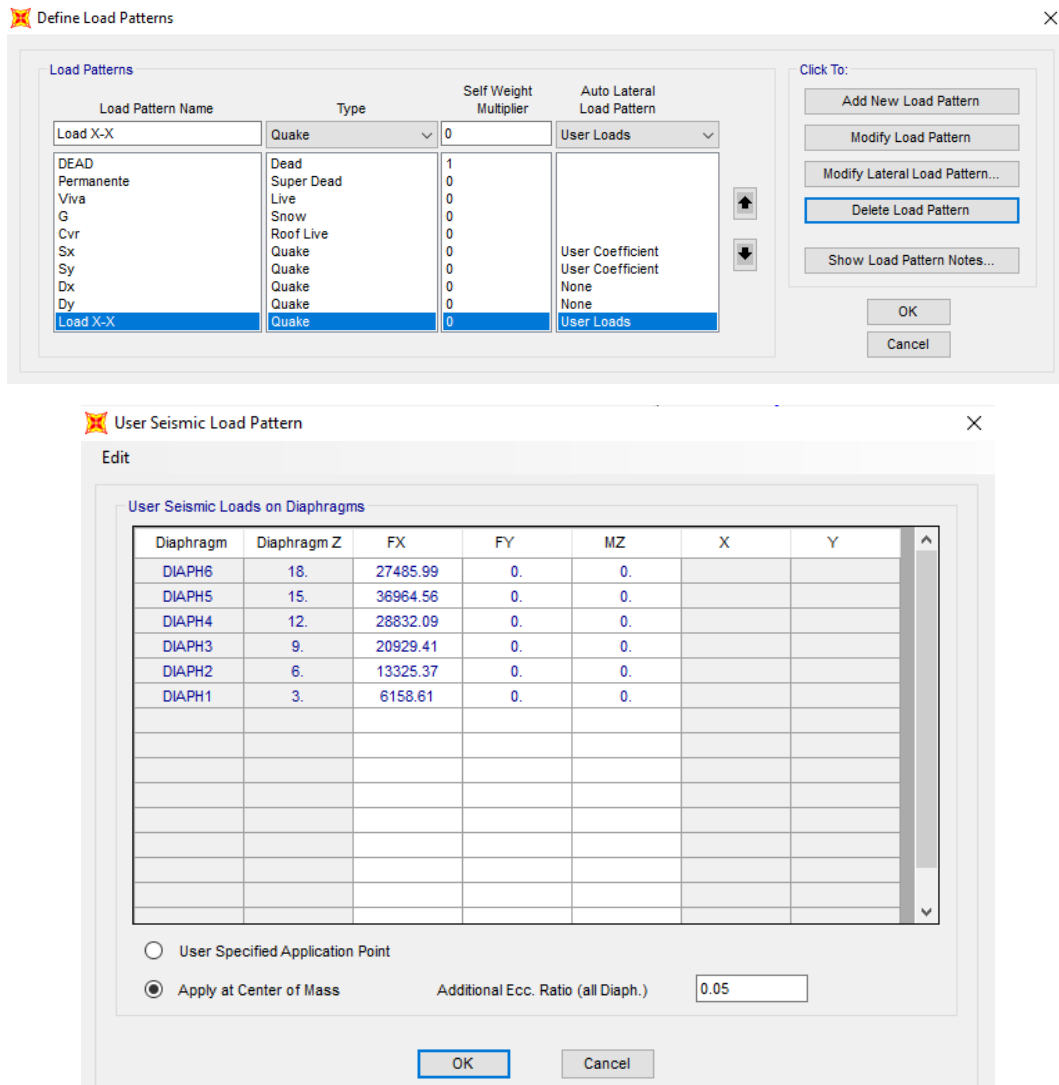 Define Load Patterns
Load Patterns
Click To:
Load Pattern Name Type Self Weight Multiplier Auto Lateral Load Pattern
Load X-X Quake 0 User Loads
DEAD Dead 1
Permanente Super Dead 0
Viva Live 0
G Snow 0
Cvr Roof Live 0
Sx Quake 0 User Coefficient
Sy Quake 0 User Coefficient
Dx Quake 0 None
Dy Quake 0 None
Load X-X Quake 0 User Loads
Add New Load Pattern
Modify Load Pattern
Modify Lateral Load Pattern...
Delete Load Pattern
Show Load Pattern Notes...
OK
Cancel
User Seismic Load Pattern
Edit
User Seismic Loads on Diaphragms
Diaphragm Diaphragm Z FX FY MZ X Y
DIAPH6 18. 27485.99 0. 0.
DIAPH5 15. 36964.56 0. 0.
DIAPH4 12. 28832.09 0. 0.
DIAPH3 9. 20929.41 0. 0.
DIAPH2 6. 13325.37 0. 0.
DIAPH1 3. 6158.61 0. 0.
User Specified Application Point
Apply at Center of Mass Additional Ecc. Ratio (all Diaph.) 0.05
OK Cancel